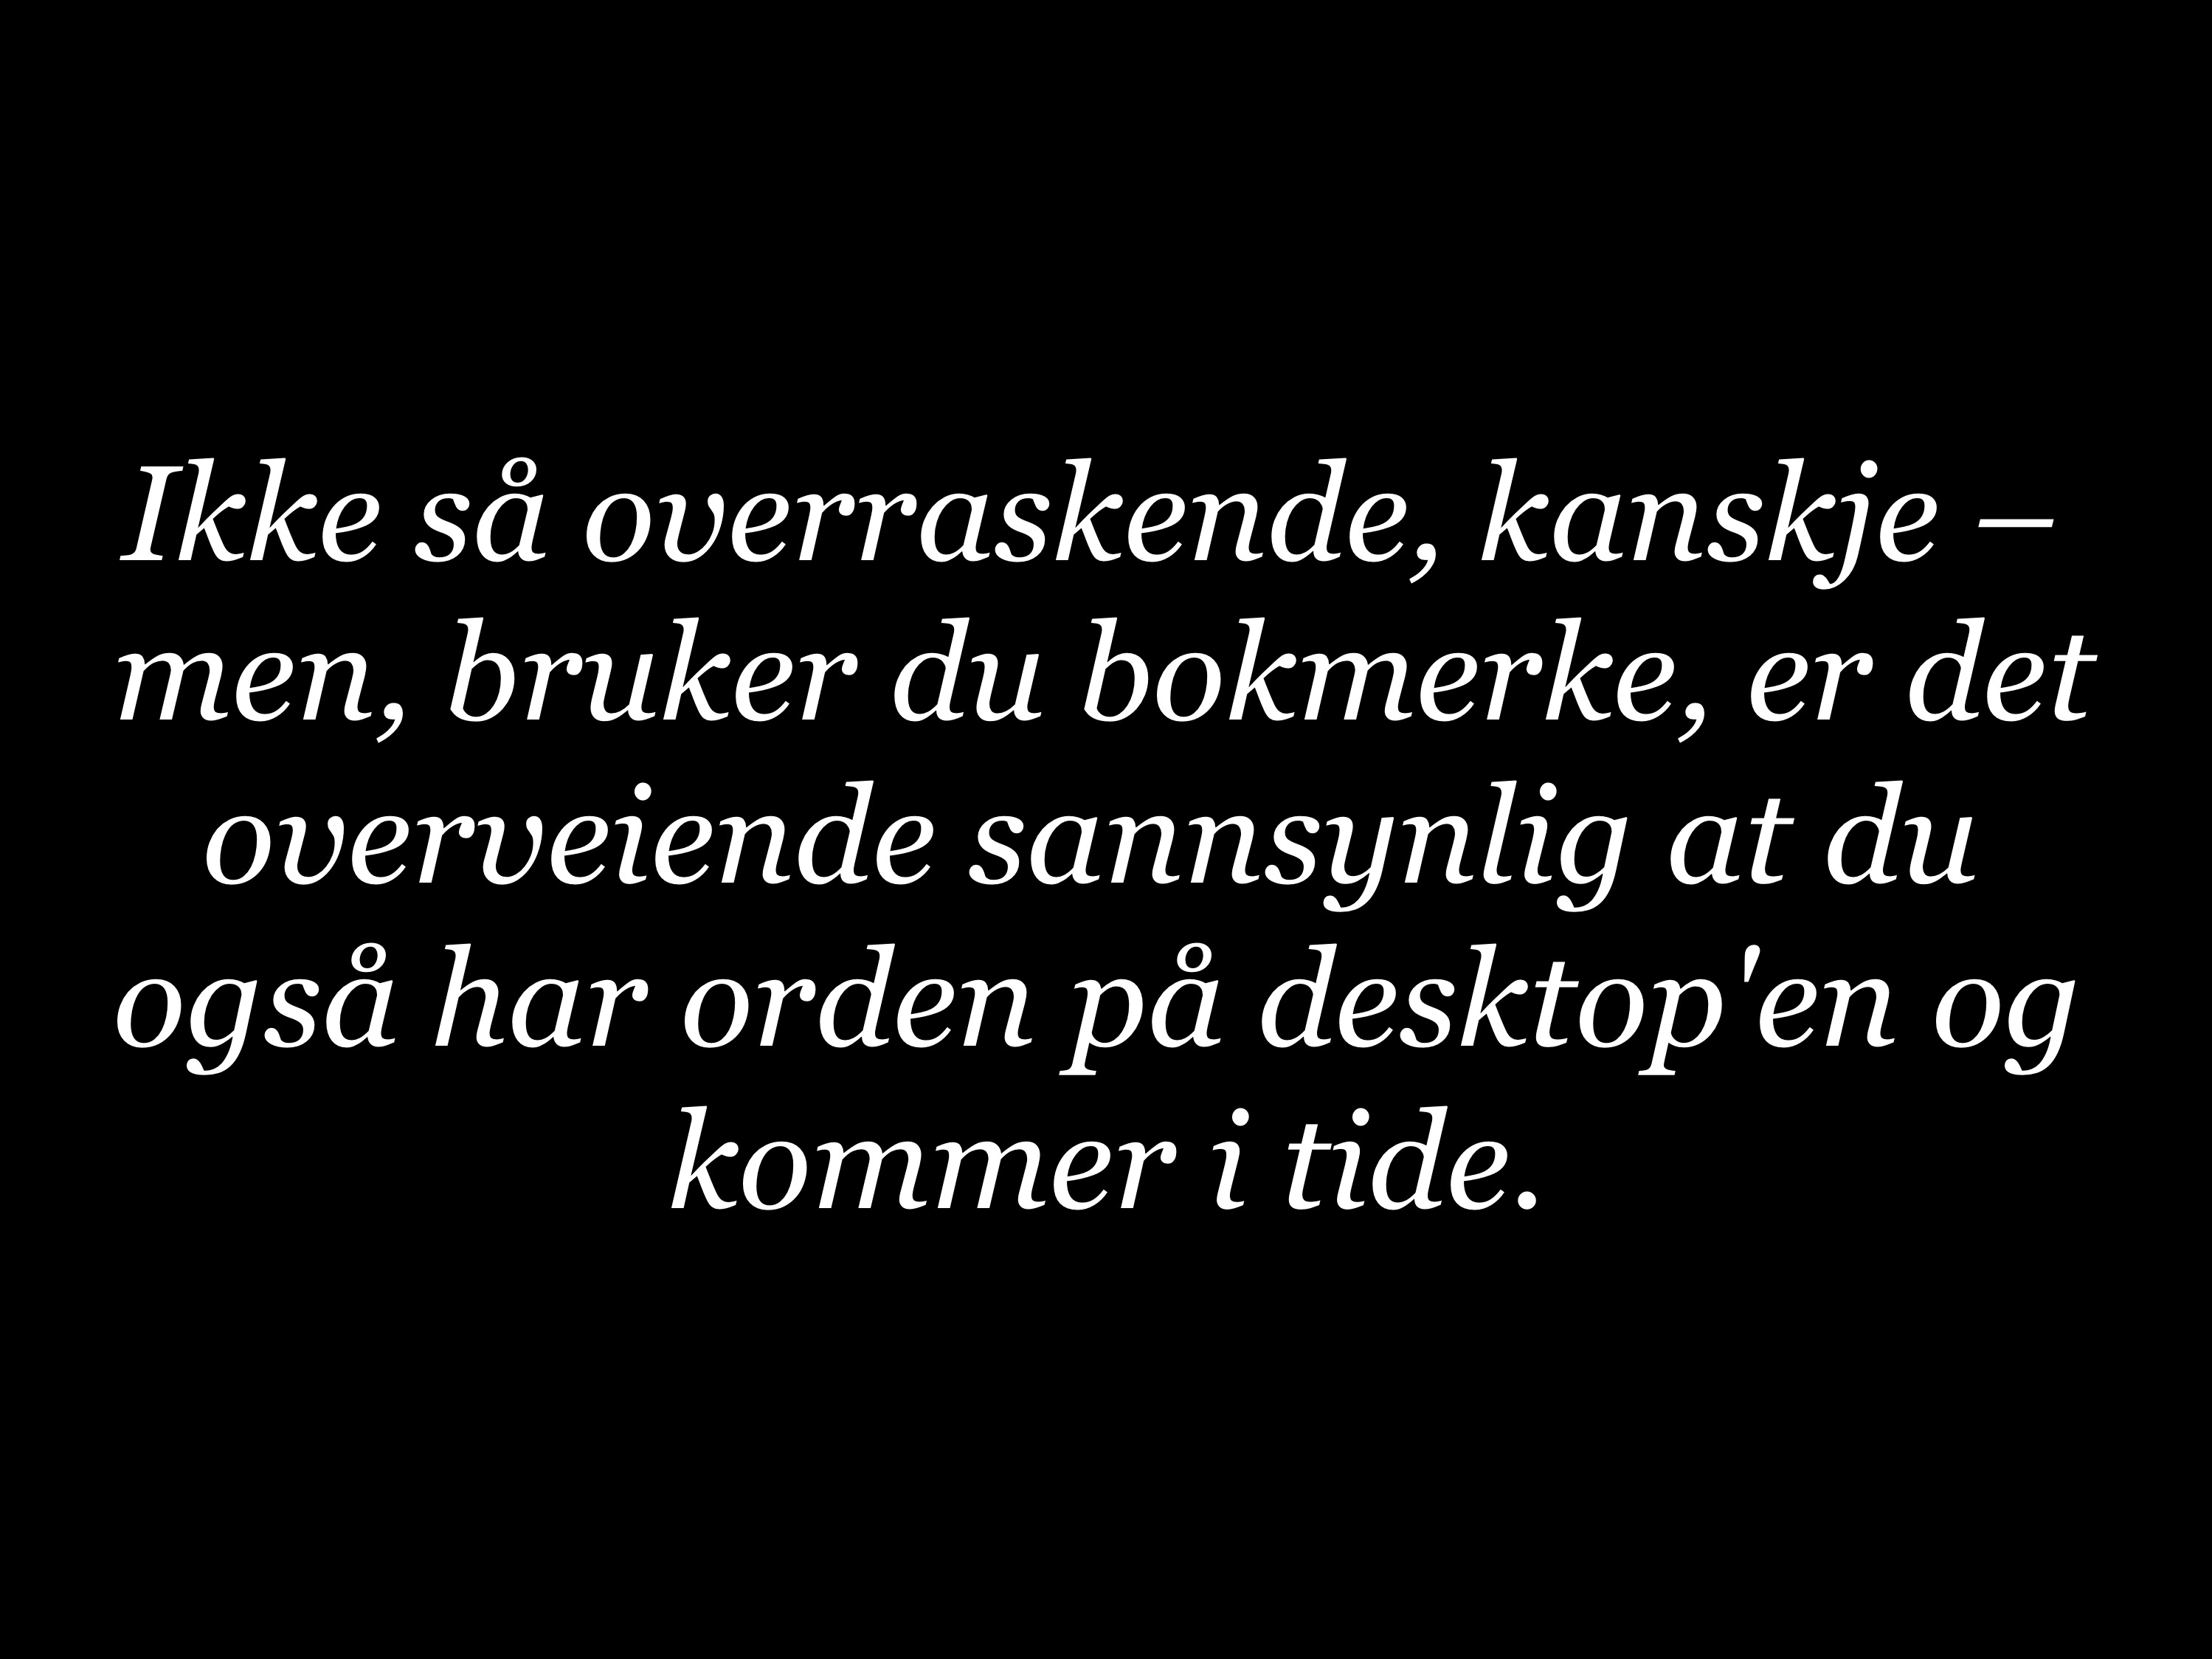 Ikke så overraskende, kanskje —
men, bruker du bokmerke, er det
overveiende sannsynlig at du
også har orden på desktop'en og
kommer i tide.